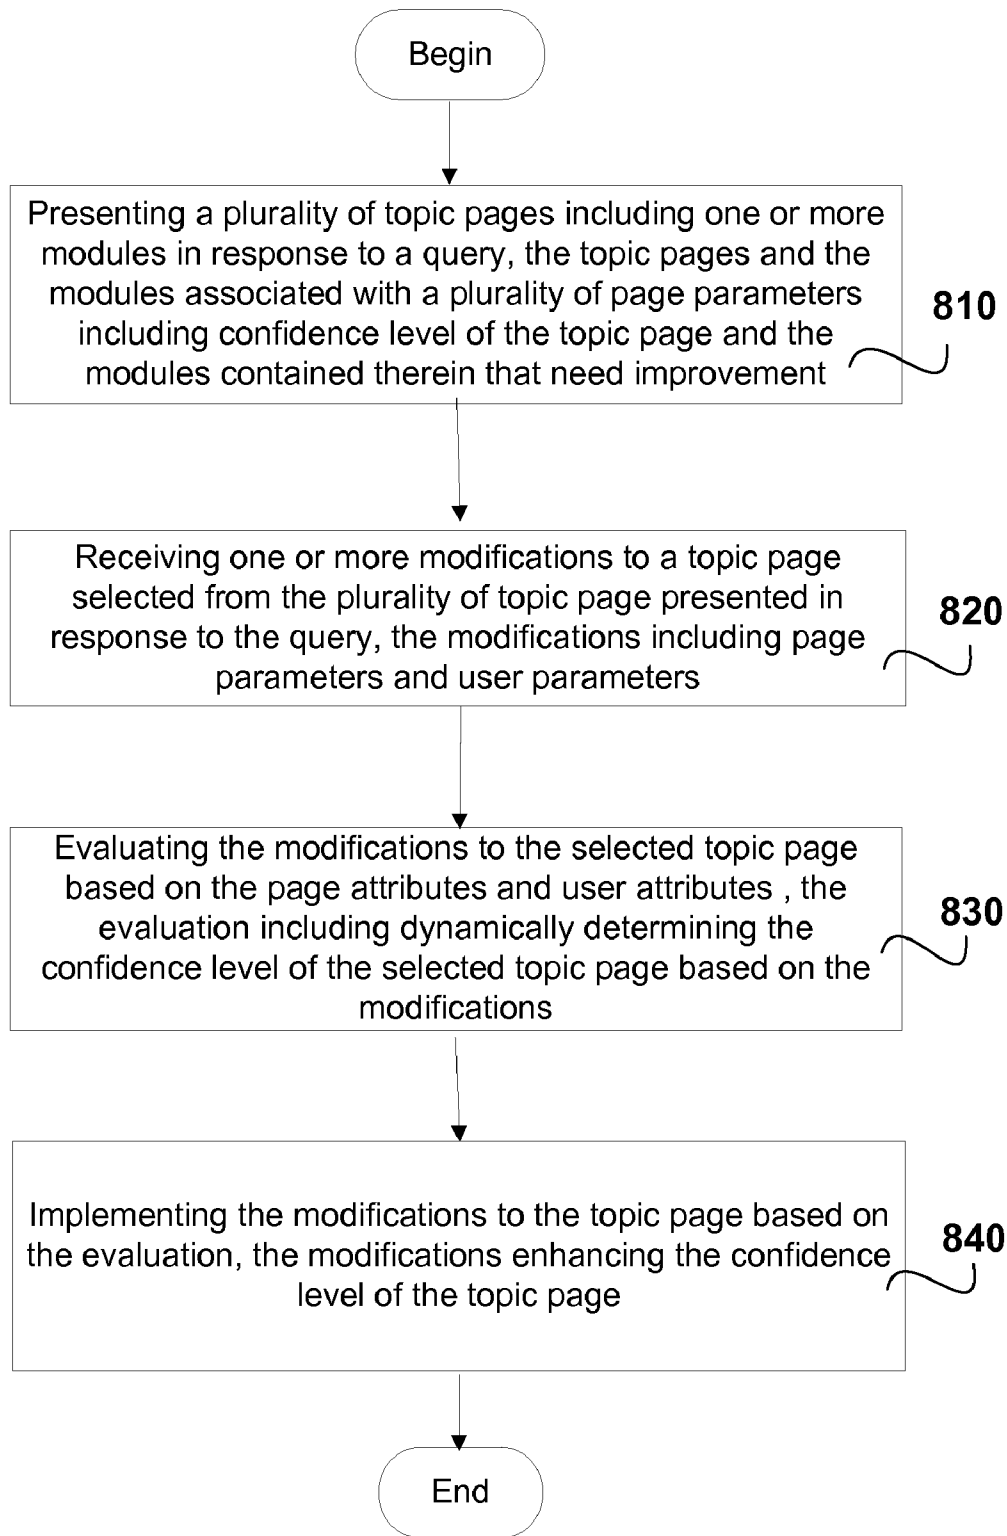 Begin
Presenting a plurality of topic pages including one or more
modules in response to a query, the topic pages and the
modules associated with a plurality of page parameters
including confidence level of the topic page and the
modules contained therein that need improvement
810
Receiving one or more modifications to a topic page
selected from the plurality of topic page presented in
response to the query, the modifications including page
parameters and user parameters
820
Evaluating the modifications to the selected topic page
based on the page attributes and user attributes , the
evaluation including dynamically determining the
confidence level of the selected topic page based on the
modifications
830
Implementing the modifications to the topic page based on
the evaluation, the modifications enhancing the confidence
level of the topic page
840
End